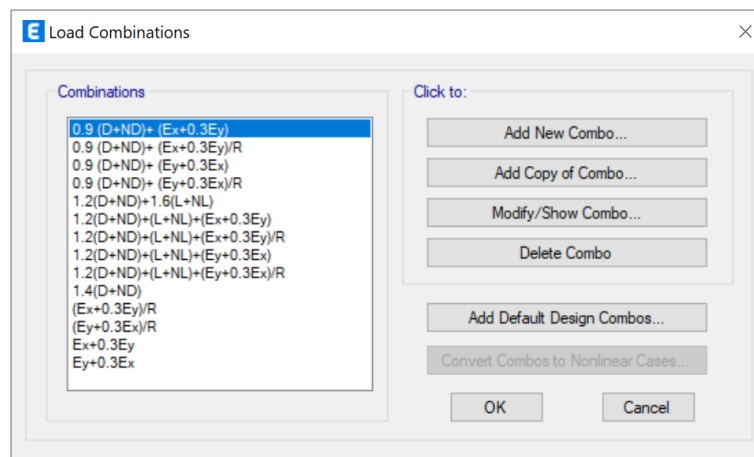 E Load Combinations
Combinations
0.9 (D+ND)+ (Ex+0.3Ey)
0.9 (D+ND)+ (Ex+0.3Ey)/R
0.9 (D+ND)+ (Ey+0.3Ex)
0.9 (D+ND)+ (Ey+0.3Ex)/R
1.2(D+ND)+1.6(L+NL)
1.2(D+ND)+(L+NL)+(Ex+0.3Ey)
1.2(D+ND)+(L+NL)+(Ex+0.3Ey)/R
1.2(D+ND)+(L+NL)+(Ey+0.3Ex)
1.2(D+ND)+(L+NL)+(Ey+0.3Ex)/R
1.4(D+ND)
(Ex+0.3Ey)/R
(Ey+0.3Ex)/R
Ex+0.3Ey
Ey+0.3Ex
Click to:
Add New Combo...
Add Copy of Combo...
Modify/Show Combo...
Delete Combo
Add Default Design Combos...
Convert Combos to Nonlinear Cases...
OK
Cancel